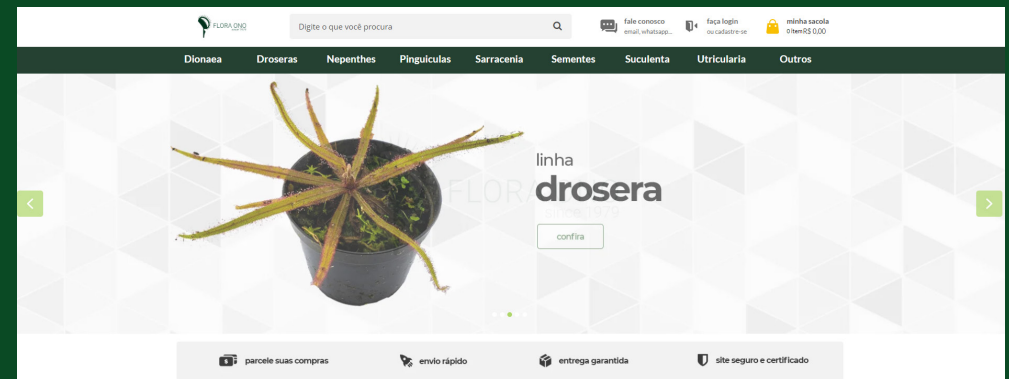 FLORA ONO
Digite o que você procura
fale conosco
email, whatsapp...
faça login
ou cadastre-se
minha sacola
0 Item R$ 0,00
Dionaea Droseras Nepenthes Pinguiculas Sarracenia Sementes Suculenta Utricularia Outros
linha
drosera
confira
parcele suas compras envio rápido entrega garantida site seguro e certificado